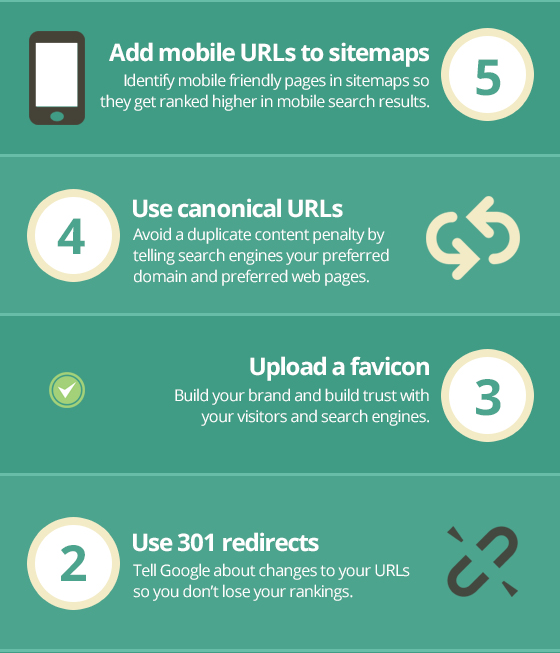 Add mobile URLs to sitemaps
Identify mobile friendly pages in sitemaps so
they get ranked higher in mobile search results.
5
4
Use canonical URLs
Avoid a duplicate content penalty by
telling search engines your preferred
domain and preferred web pages.
Upload a favicon
Build your brand and build trust with
your visitors and search engines.
3
2
Use 301 redirects
Tell Google about changes to your URLs
so you don’t lose your rankings.